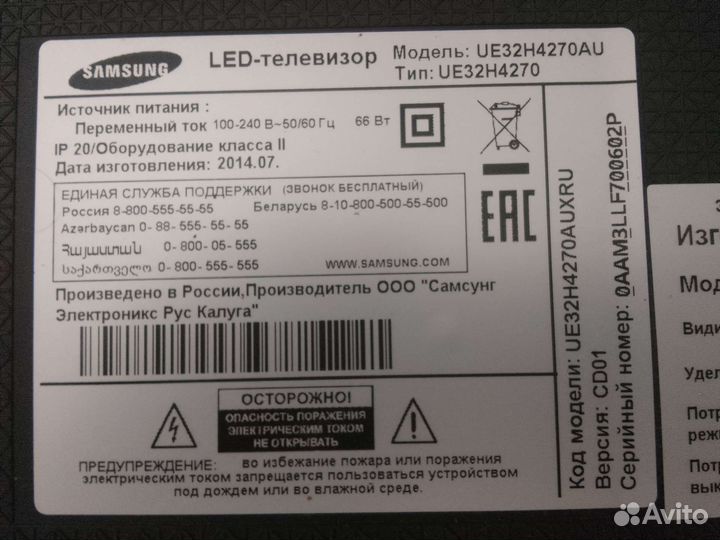 SAMSUNG
LED-телевизор
Модель: UE32H4270AU
Тип: UE32H4270
Источник питания :
Переменный ток 100-240 В~50/60 Гц 66 Вт
IP 20/Оборудование класса II
Дата изготовления: 2014.07.
ЕДИНАЯ СЛУЖБА ПОДДЕРЖКИ (ЗВОНОК БЕСПЛАТНЫЙ)
Россия 8-800-555-55-55 Беларусь 8-10-800-500-55-500
Azərbaycan 0- 88- 555- 55- 55
Հայաստան 0- 800- 05- 555
საქართველო 0- 800- 555- 555
WWW.SAMSUNG.COM
EAC
Произведено в России,Производитель ООО "Самсунг
Электроникс Рус Калуга"
ОСТОРОЖНО!
ОПАСНОСТЬ ПОРАЖЕНИЯ
ЭЛЕКТРИЧЕСКИМ ТОКОМ
НЕ ОТКРЫВАТЬ
ПРЕДУПРЕЖДЕНИЕ: во избежание пожара или поражения
электрическим током запрещается пользоваться устройством
под дождем или во влажной среде.
Код модели: UE32H4270AUXRU
Версия: CD01
Серийный номер: 0AAM3LLF700602P
Э
Изг
Мод
Види
Удел
Потр
режи
Потр
выкл
Avito